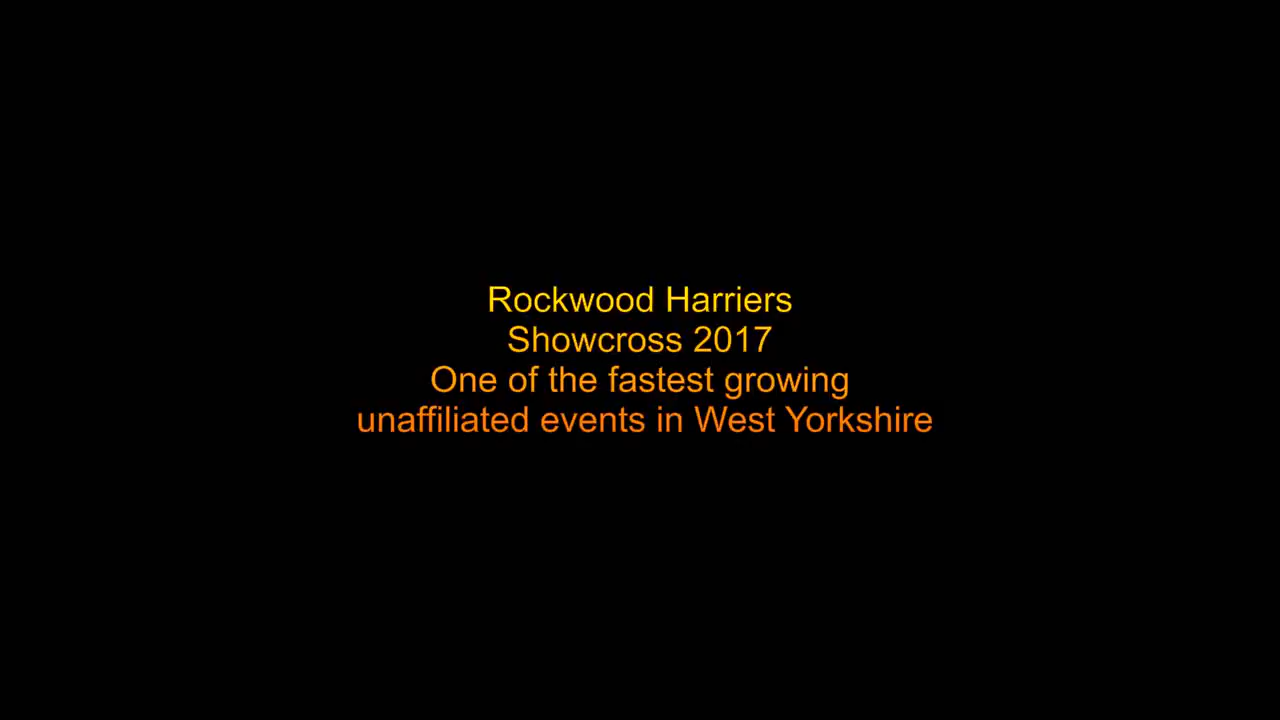 Rockwood Harriers
Showcross 2017
One of the fastest growing
unaffiliated events in West Yorkshire